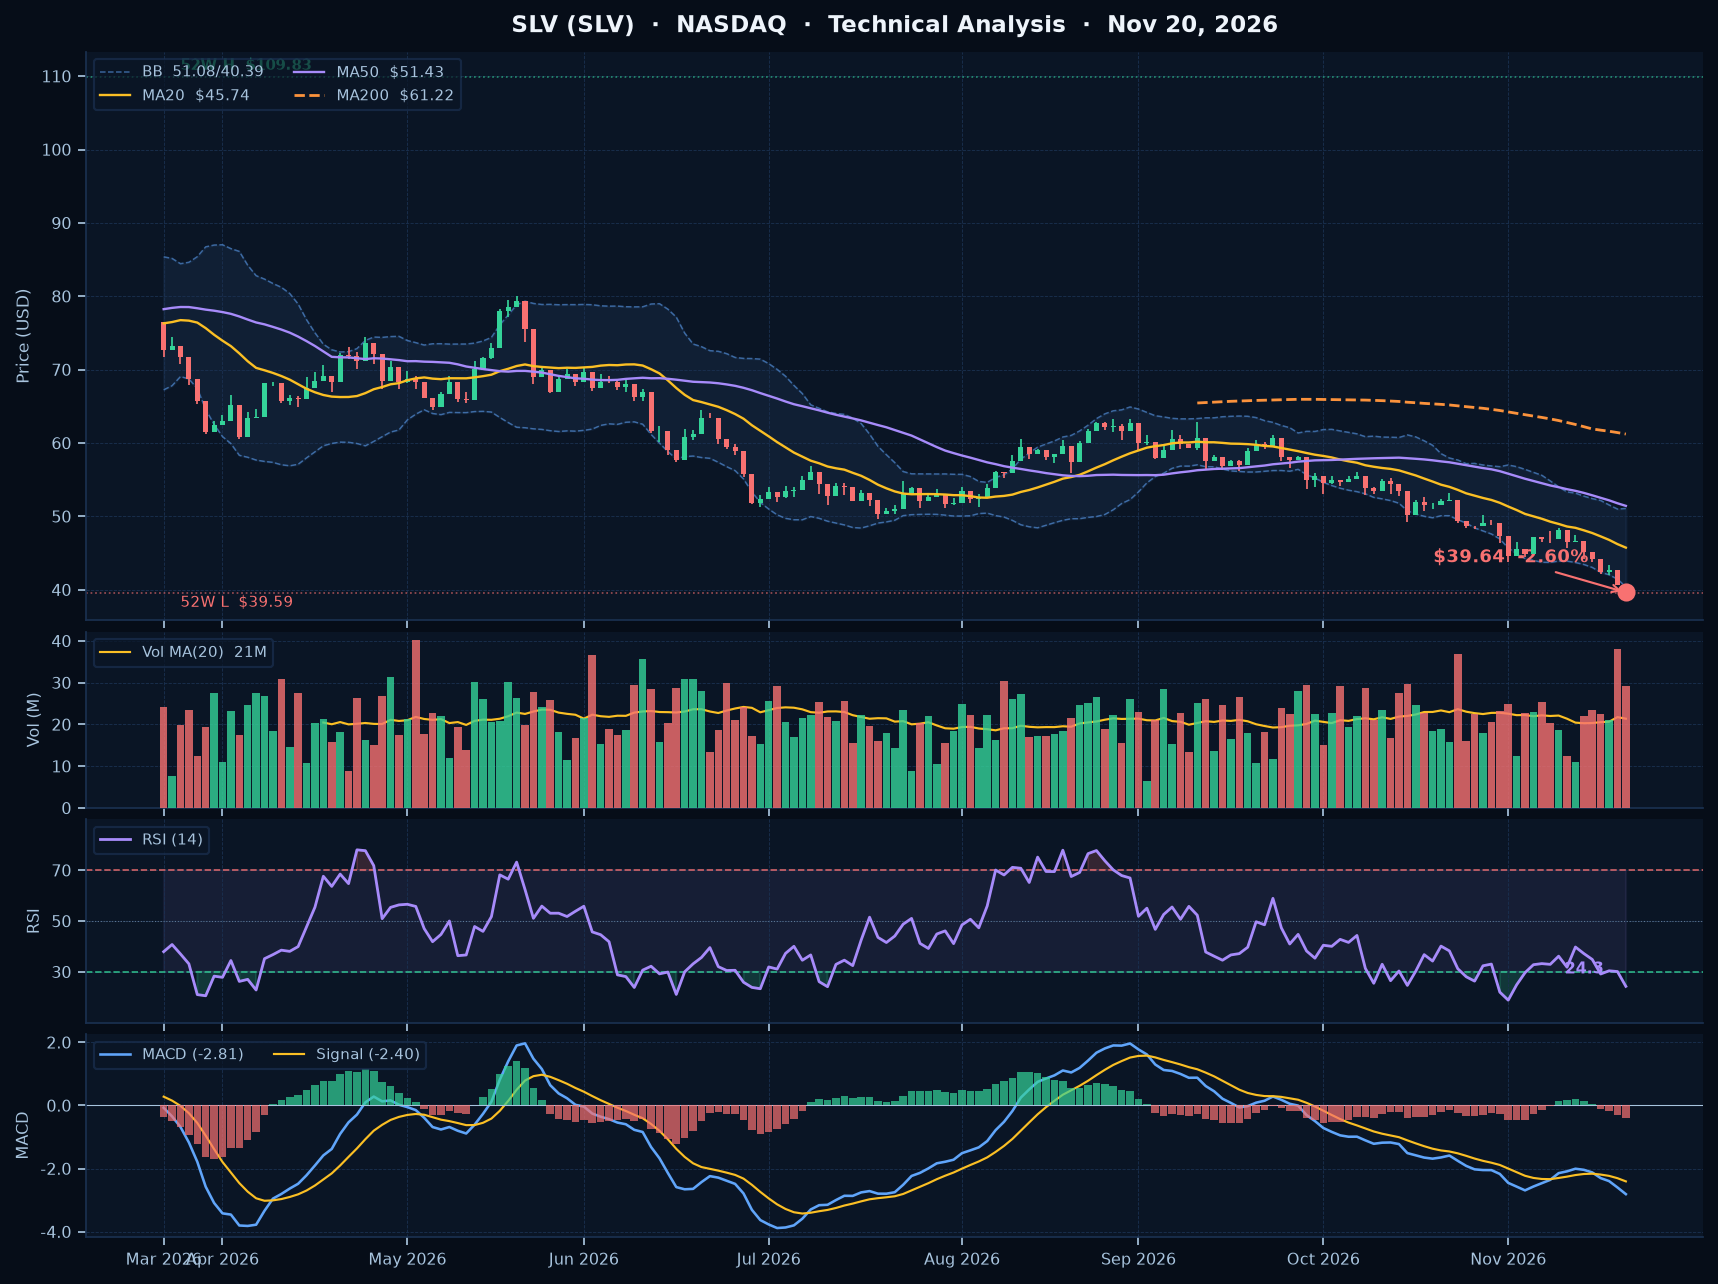 SLV (SLV)  ·  NASDAQ  ·  Technical Analysis  ·  Nov 20, 2026
52W H  $109.83
BB  51.08/40.39
MA50  $51.43
MA20  $45.74
MA200  $61.22
Price (USD)
110
100
90
80
70
60
50
40
$39.64  -2.60%
52W L  $39.59
Vol MA(20)  21M
Vol (M)
40
30
20
10
0
RSI (14)
RSI
70
50
30
24.3
MACD (-2.81)
Signal (-2.40)
MACD
2.0
0.0
-2.0
-4.0
Mar 2026
Apr 2026
May 2026
Jun 2026
Jul 2026
Aug 2026
Sep 2026
Oct 2026
Nov 2026